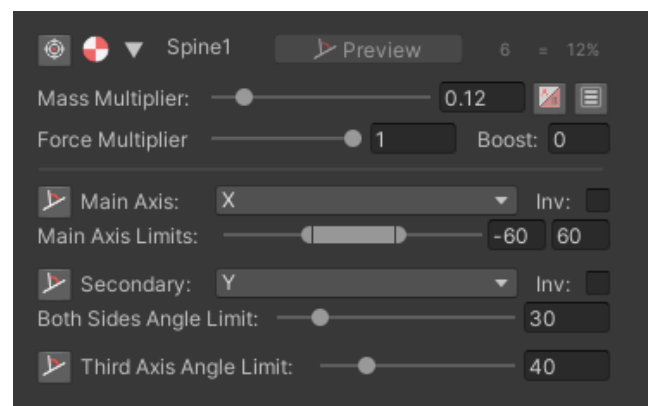 Spine1 Preview 6 = 12%
Mass Multiplier: 0.12
Force Multiplier 1 Boost: 0
Main Axis: X Inv:
Main Axis Limits: -60 60
Secondary: Y Inv:
Both Sides Angle Limit: 30
Third Axis Angle Limit: 40